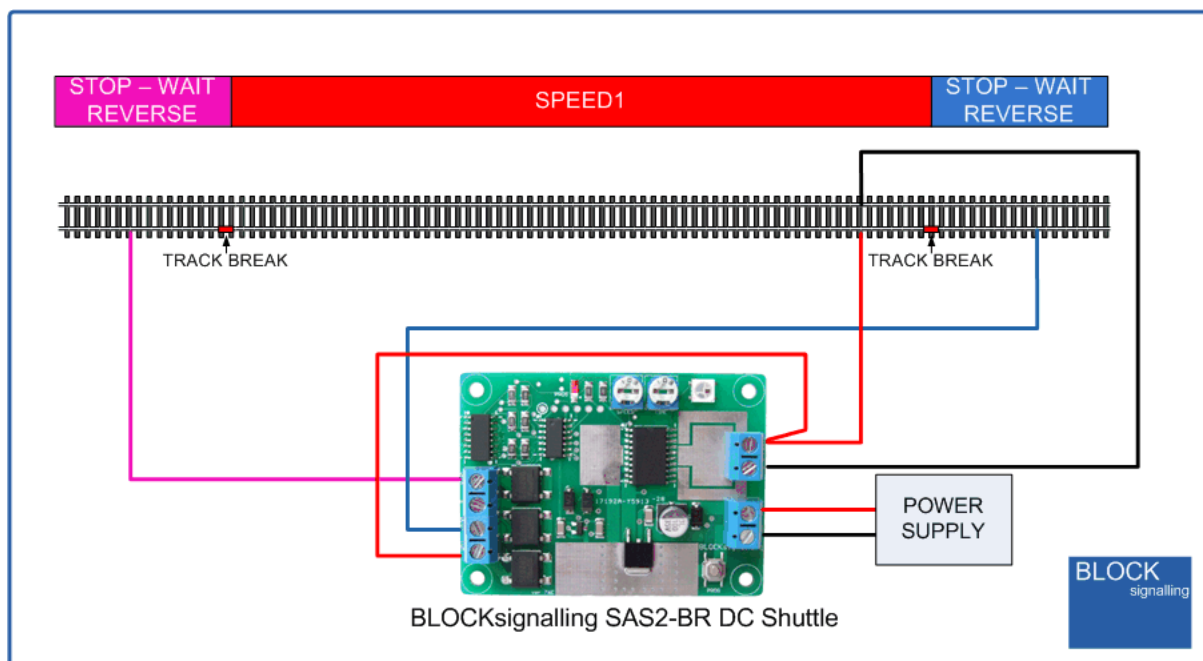 STOP – WAIT
REVERSE
SPEED1
STOP – WAIT
REVERSE
TRACK BREAK
TRACK BREAK
POWER
SUPPLY
BLOCK
signalling
BLOCKsignalling SAS2-BR DC Shuttle